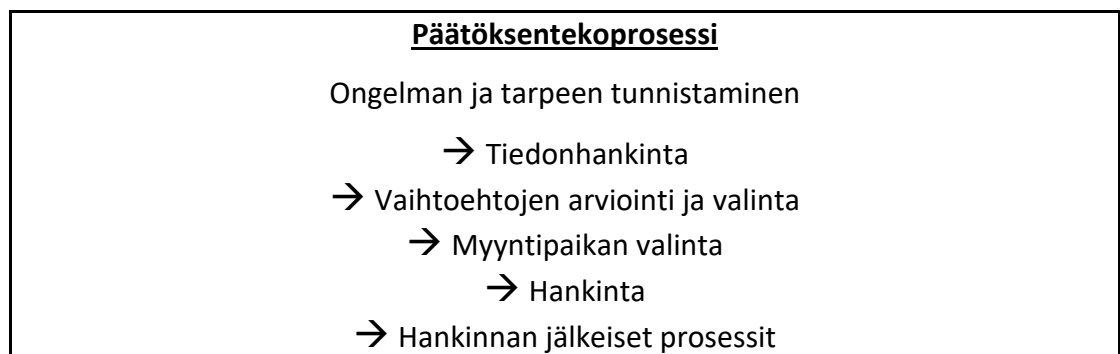 Päätöksentekoprosessi
Ongelman ja tarpeen tunnistaminen
→ Tiedonhankinta
→ Vaihtoehtojen arviointi ja valinta
→ Myyntipaikan valinta
→ Hankinta
→ Hankinnan jälkeiset prosessit